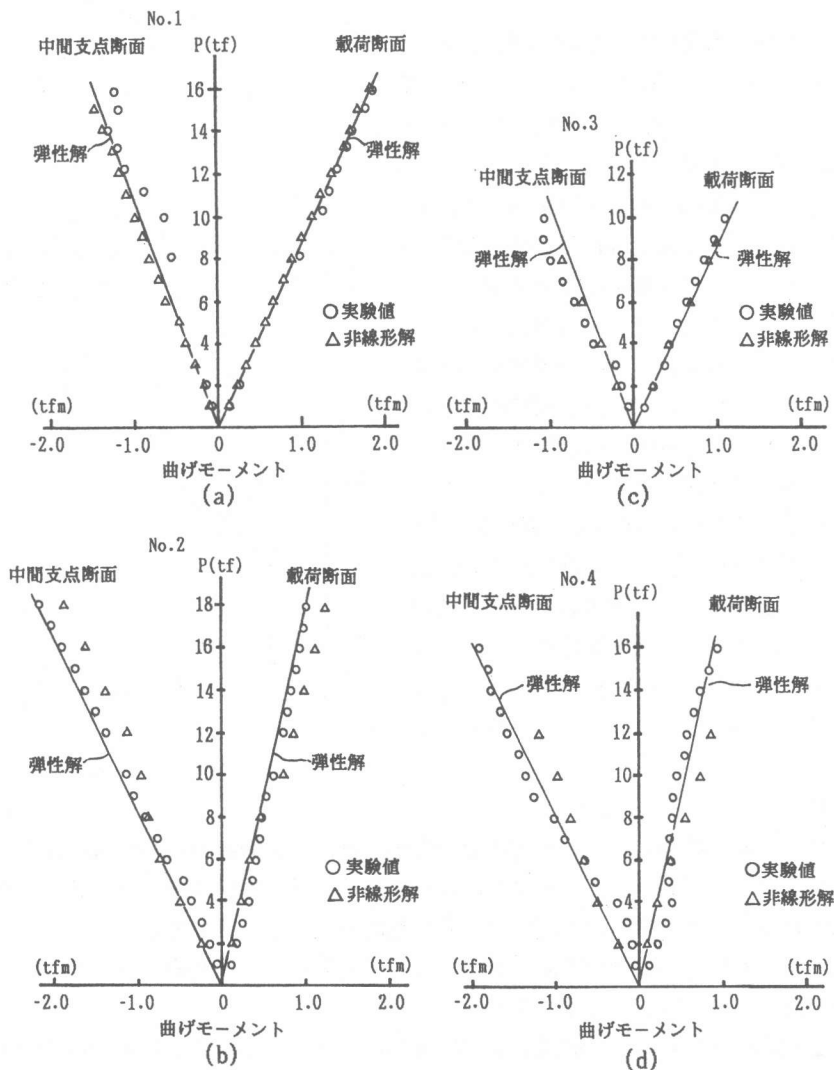 No.1
中間支点断面
P(tf)
載荷断面
16
14
12
10
8
6
4
2
弾性解
弾性解
○実験値
△非線形解
(tfm)
(tfm)
-2.0
-1.0
0
1.0
2.0
曲げモーメント
(a)
No.3
P(tf)
中間支点断面
載荷断面
12
10
8
6
4
2
弾性解
弾性解
○実験値
△非線形解
(tfm)
(tfm)
-2.0
-1.0
0
1.0
2.0
曲げモーメント
(c)
No.2
中間支点断面
P(tf)
載荷断面
18
16
14
12
10
8
6
4
2
弾性解
弾性解
○実験値
△非線形解
(tfm)
(tfm)
-2.0
-1.0
0
1.0
2.0
曲げモーメント
(b)
No.4
中間支点断面
P(tf)
載荷断面
16
14
12
10
8
6
4
2
弾性解
弾性解
○実験値
△非線形解
(tfm)
(tfm)
-2.0
-1.0
0
1.0
2.0
曲げモーメント
(d)